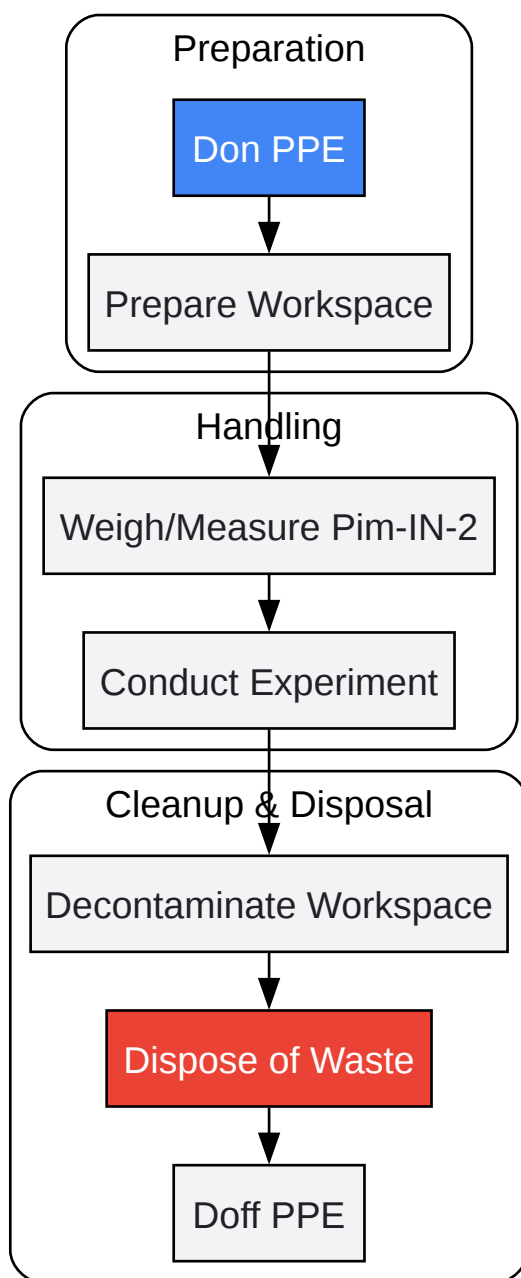 Preparation
Don PPE
Prepare Workspace
Handling
Weigh/Measure Pim-IN-2
Conduct Experiment
Cleanup & Disposal
Decontaminate Workspace
Dispose of Waste
Doff PPE